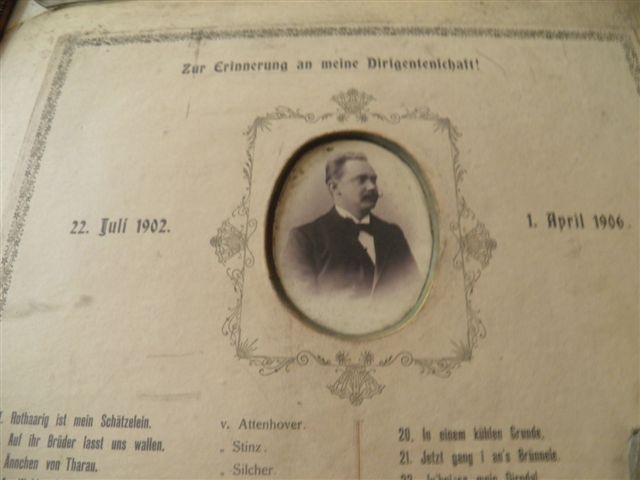 Zur Erinnerung an meine Dirigentenschaft!
22. Juli 1902.
1. April 1906.
Rothaarig ist mein Schätzelein.
v. Attenhover.
Auf ihr Brüder lasst uns wallen.
„ Stinz.
Ännchen von Tharau.
„ Silcher.
20. In einem kühlen Grunde.
21. Jetzt gang i an's Brünnele.